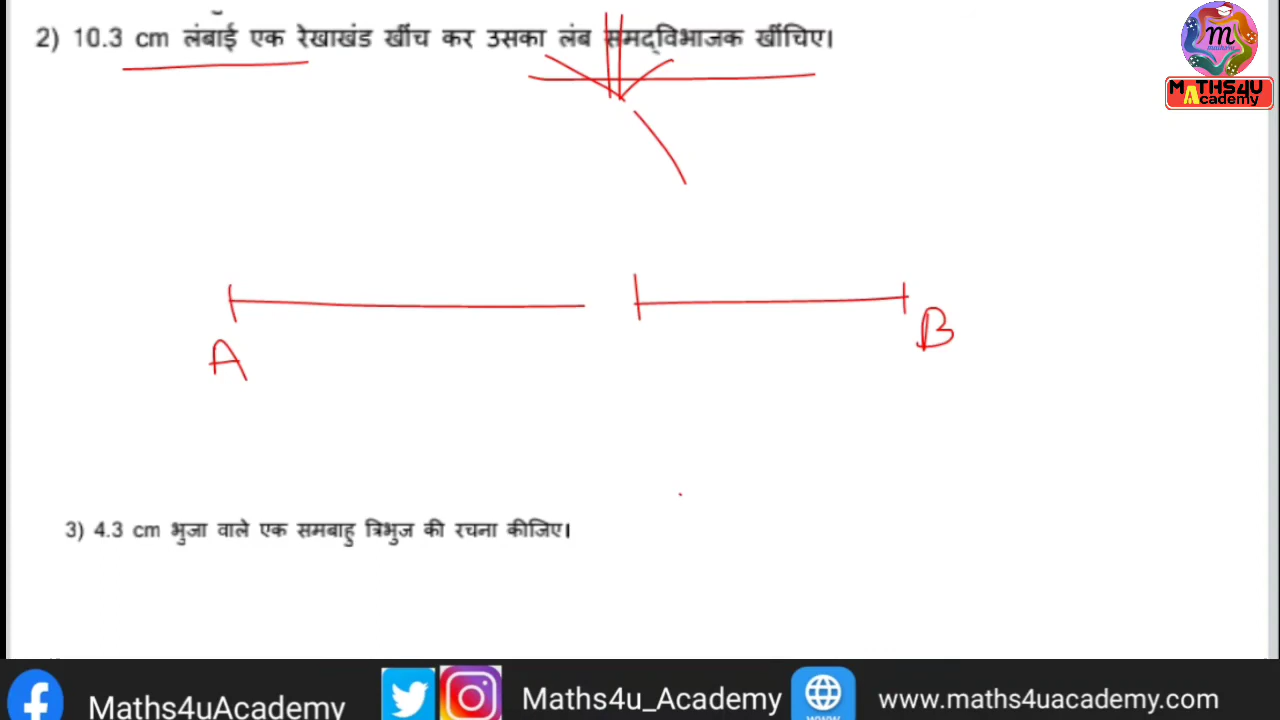 2) 10.3 cm लंबाई एक रेखाखंड खींच कर उसका लंब समद्विभाजक खींचिए।
MATHS4U
Academy
m
A
B
3) 4.3 cm भुजा वाले एक समबाहु त्रिभुज की रचना कीजिए।
Maths4uAcademy
Maths4u_Academy
www
www.maths4uacademy.com